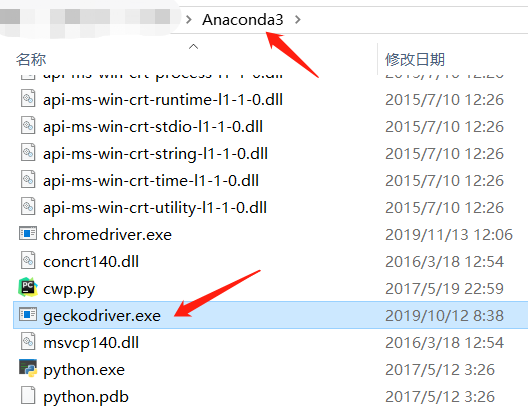 Anaconda3
名称 修改日期
api-ms-win-crt-process-l1-1-0.dll 2015/7/10 12:26
api-ms-win-crt-runtime-l1-1-0.dll 2015/7/10 12:26
api-ms-win-crt-stdio-l1-1-0.dll 2015/7/10 12:26
api-ms-win-crt-string-l1-1-0.dll 2015/7/10 12:26
api-ms-win-crt-time-l1-1-0.dll 2015/7/10 12:26
api-ms-win-crt-utility-l1-1-0.dll 2015/7/10 12:26
chromedriver.exe 2019/11/13 12:06
concrt140.dll 2016/3/18 12:54
cwp.py 2017/5/19 22:59
geckodriver.exe 2019/10/12 8:38
msvcp140.dll 2016/3/18 12:54
python.exe 2017/5/12 3:26
python.pdb 2017/5/12 3:26